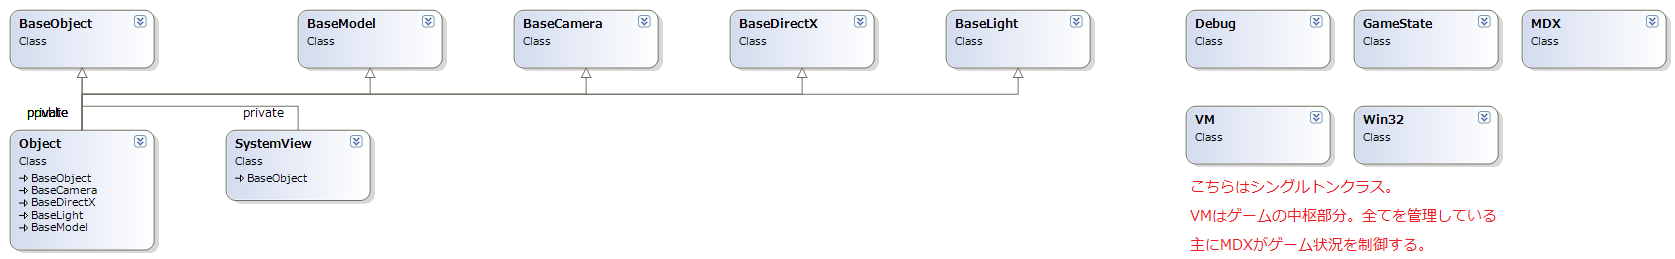 BaseObject
Class
BaseModel
Class
BaseCamera
Class
BaseDirectX
Class
BaseLight
Class
Debug
Class
GameState
Class
MDX
Class
private
Object
Class
BaseObject
BaseCamera
BaseDirectX
BaseLight
BaseModel
private
SystemView
Class
BaseObject
VM
Class
Win32
Class
こちらはシングルトンクラス。
VMはゲームの中枢部分。全てを管理している
主にMDXがゲーム状況を制御する。